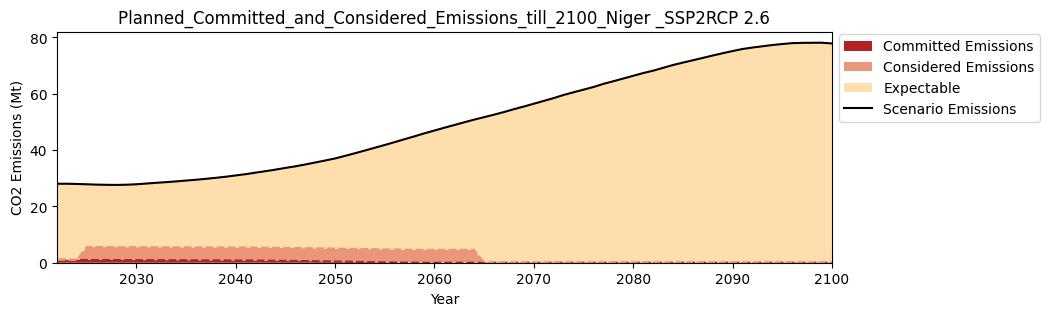 Planned_Committed_and_Considered_Emissions_till_2100_Niger _SSP2RCP 2.6
CO2 Emissions (Mt)
80
60
40
20
0
2030 2040 2050 2060 2070 2080 2090 2100
Year
Committed Emissions
Considered Emissions
Expectable
Scenario Emissions